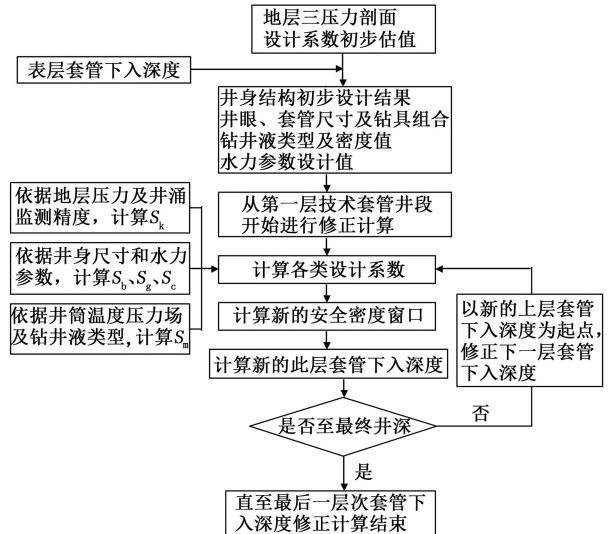 地层三压力剖面
设计系数初步估值
表层套管下入深度
井身结构初步设计结果
井眼、套管尺寸及钻具组合
钻井液类型及密度值
水力参数设计值
依据地层压力及井涌
监测精度，计算Sk
从第一层技术套管井段
开始进行修正计算
依据井身尺寸和水力
参数，计算Sb、Sg、Sc
计算各类设计系数
依据井筒温度压力场
及钻井液类型,计算Sm
计算新的安全密度窗口
以新的上层套管
下入深度为起点，
修正下一层套管
下入深度
计算新的此层套管下入深度
是否至最终井深
否
是
直至最后一层次套管下
入深度修正计算结束